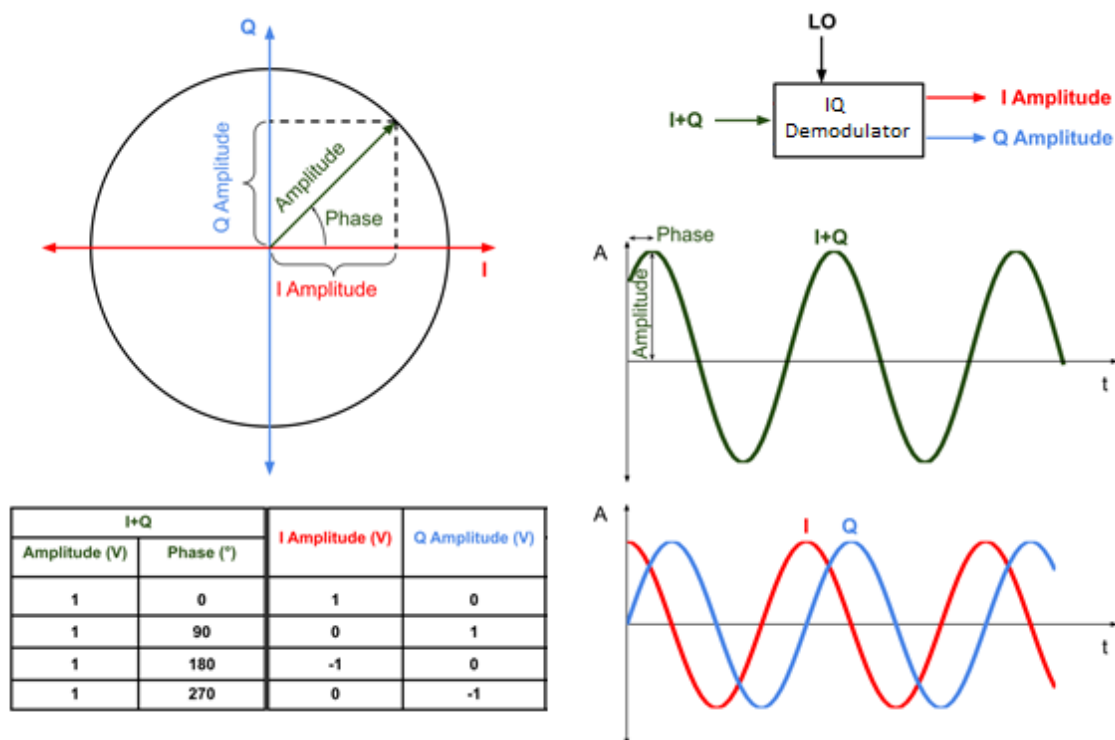 Q
Q Amplitude
Amplitude
Phase
I
I Amplitude
LO
I+Q
IQ
Demodulator
I Amplitude
Q Amplitude
A
Phase
I+Q
Amplitude
t
I+Q
I Amplitude (V)
Q Amplitude (V)
Amplitude (V)
Phase (°)
1 0 1 0
1 90 0 1
1 180 -1 0
1 270 0 -1
A
I
Q
t